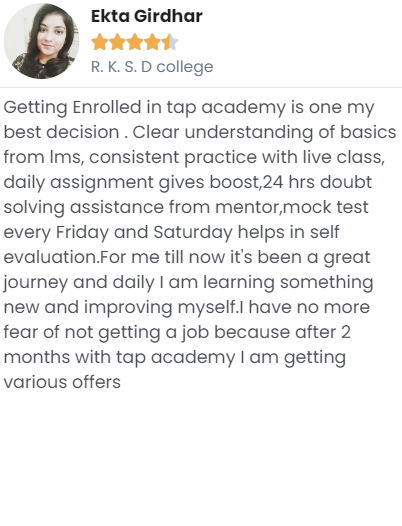 Ekta Girdhar
R. K. S. D college
Getting Enrolled in tap academy is one my
best decision . Clear understanding of basics
from lms, consistent practice with live class,
daily assignment gives boost,24 hrs doubt
solving assistance from mentor,mock test
every Friday and Saturday helps in self
evaluation.For me till now it's been a great
journey and daily I am learning something
new and improving myself.I have no more
fear of not getting a job because after 2
months with tap academy I am getting
various offers